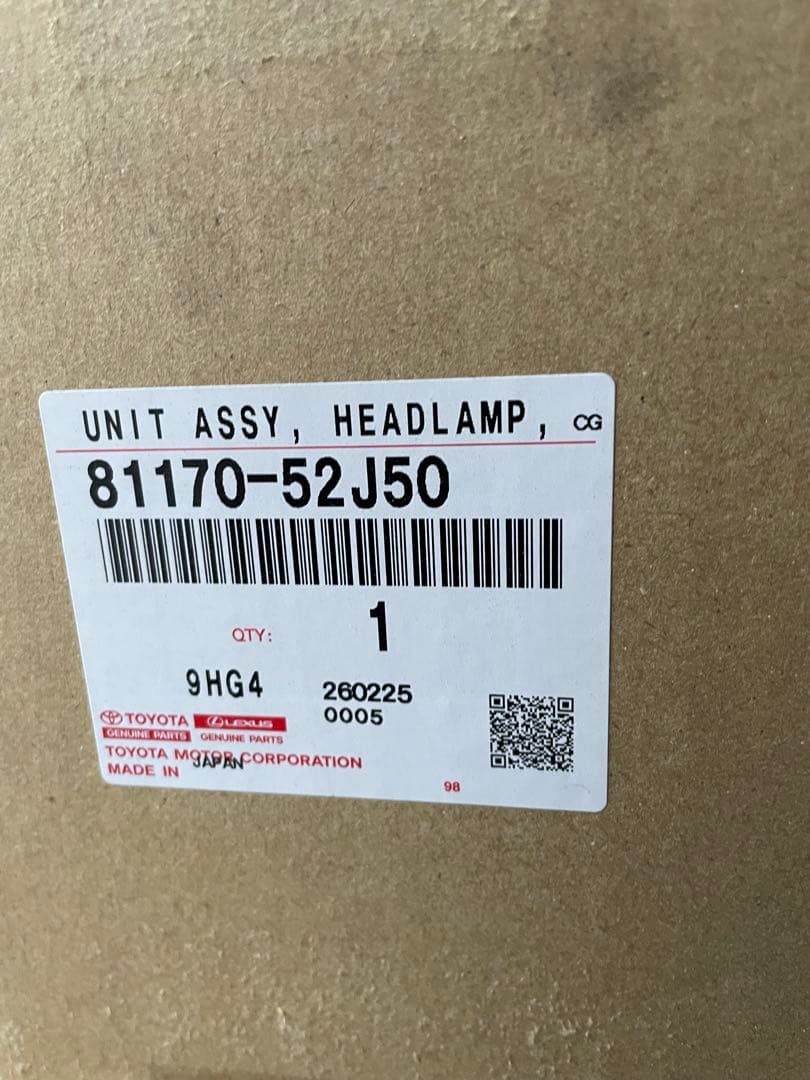 UNIT ASSY, HEADLAMP, CG
81170-52J50
QTY: 1
9HG4 260225
0005
TOYOTA LEXUS
GENUINE PARTS GENUINE PARTS
TOYOTA MOTOR CORPORATION
MADE IN JAPAN
98